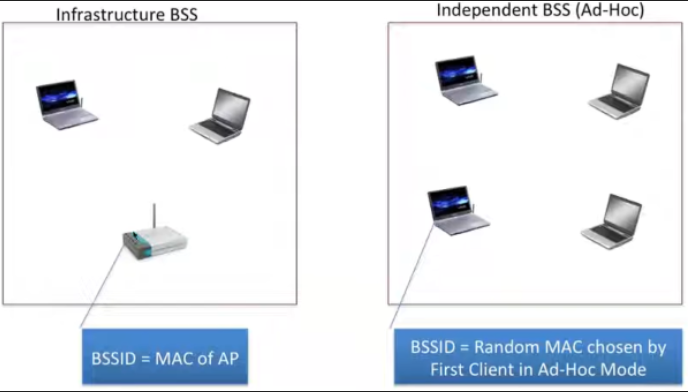 Infrastructure BSS
Independent BSS (Ad-Hoc)
BSSID = MAC of AP
BSSID = Random MAC chosen by
First Client in Ad-Hoc Mode